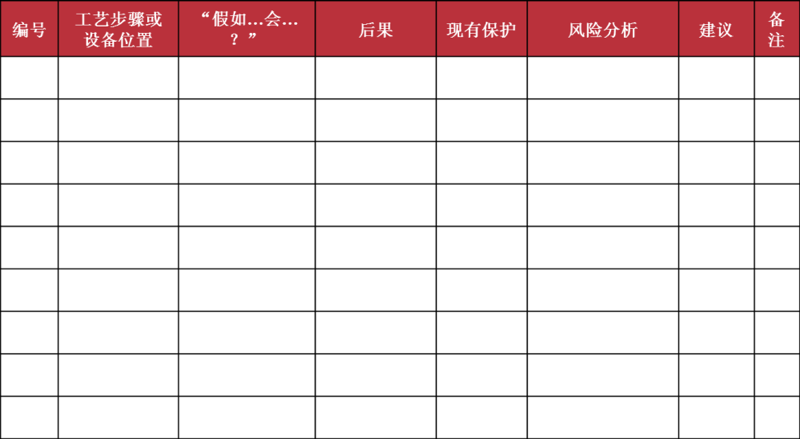 编号
工艺步骤或
设备位置
“假如…会…
？”
后果
现有保护
风险分析
建议
备
注